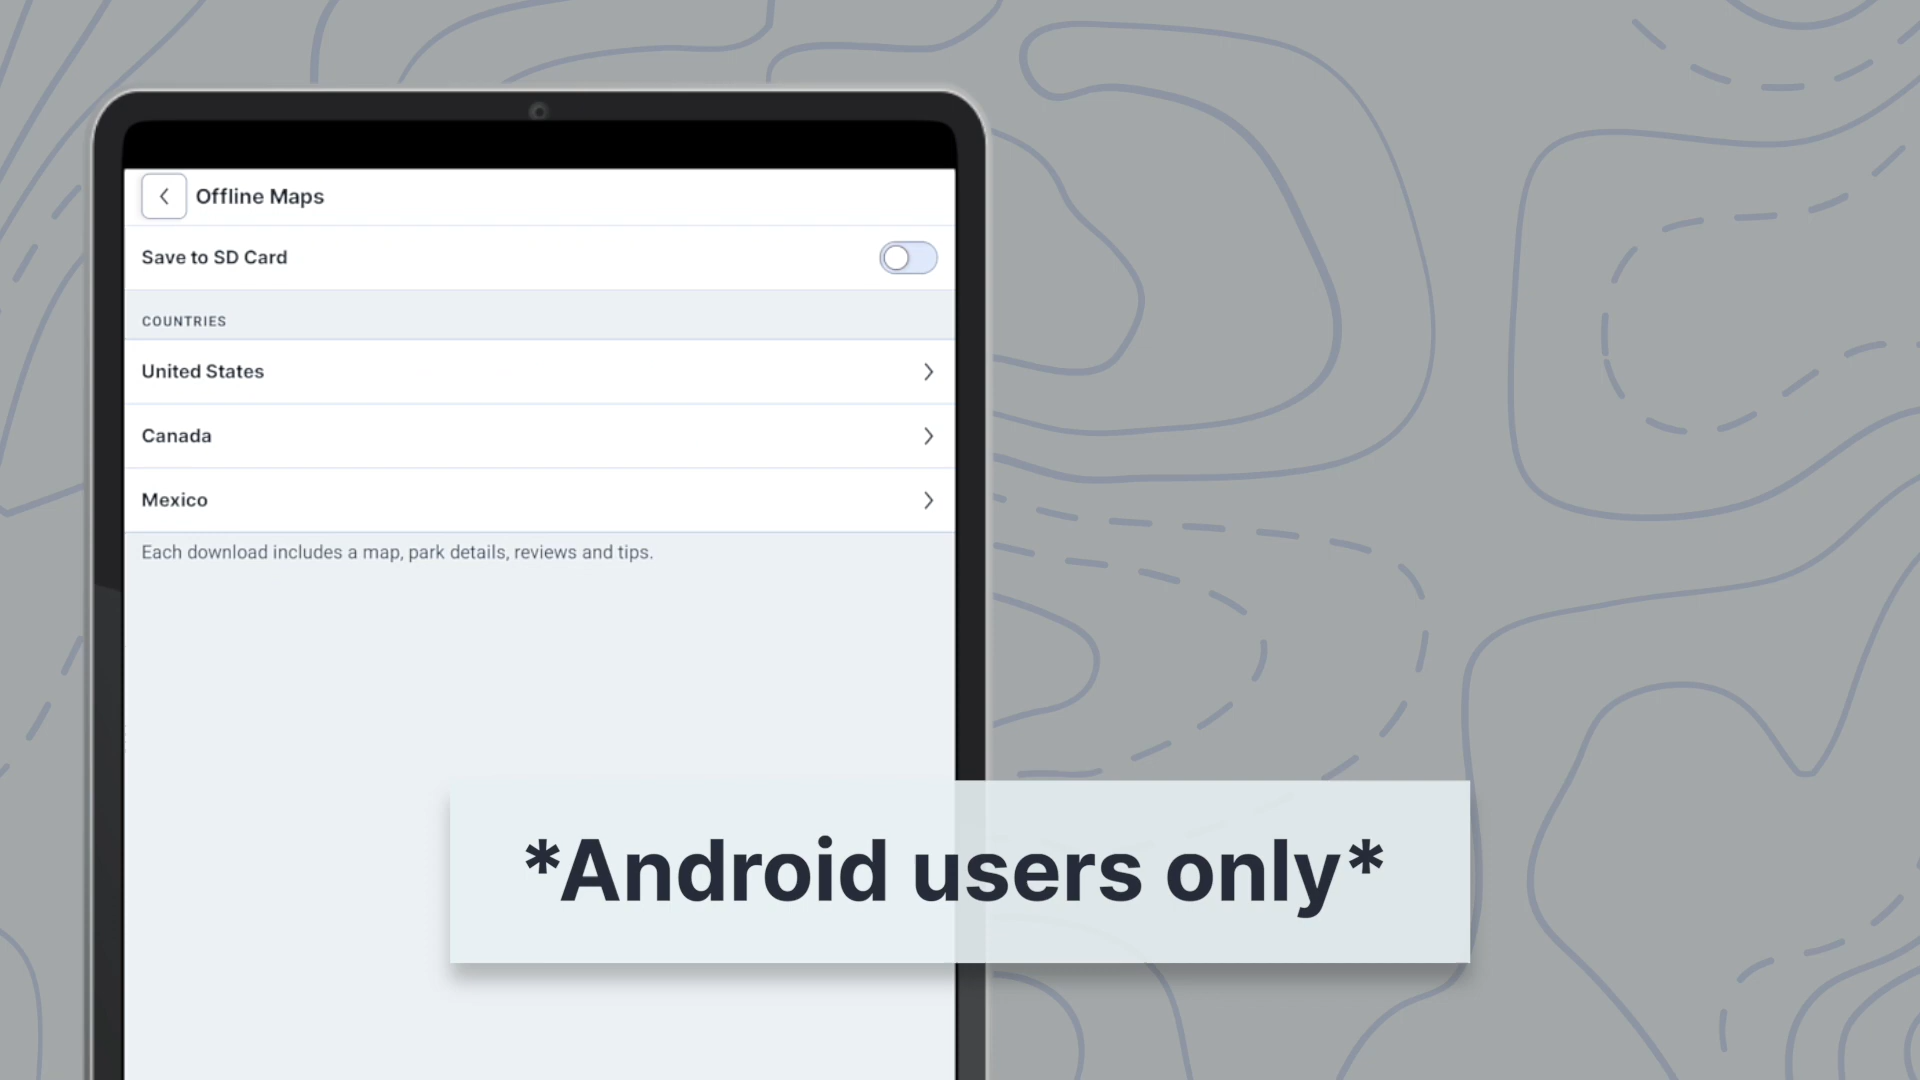 Offline Maps
Save to SD Card
COUNTRIES
United States
Canada
Mexico
Each download includes a map, park details, reviews and tips.
*Android users only*